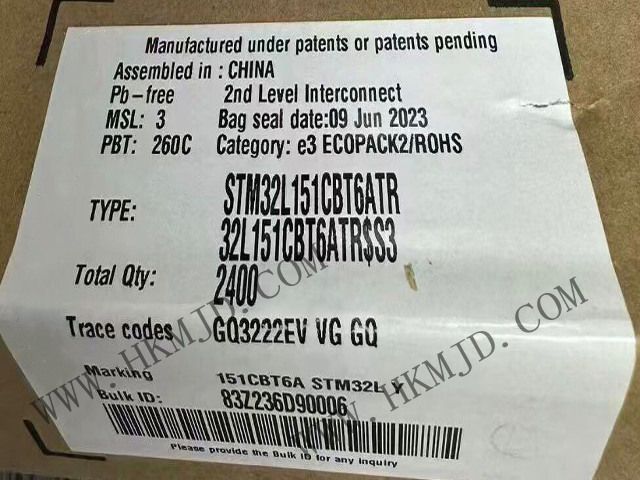 Manufactured under patents or patents pending
Assembled in : CHINA
Pb-free 2nd Level Interconnect
MSL: 3 Bag seal date:09 Jun 2023
PBT: 260C Category: e3 ECOPACK2/ROHS
TYPE: STM32L151CBT6ATR
32L151CBT6ATR$S3
Total Qty: 2400
Trace codes GQ3222EV VG GQ
Marking 151CBT6A STM32L Y
Bulk ID: 83Z236D90006
Please provide the Bulk ID for any inquiry
WWW.HKMJD.COM
WWW.HKMJD.COM